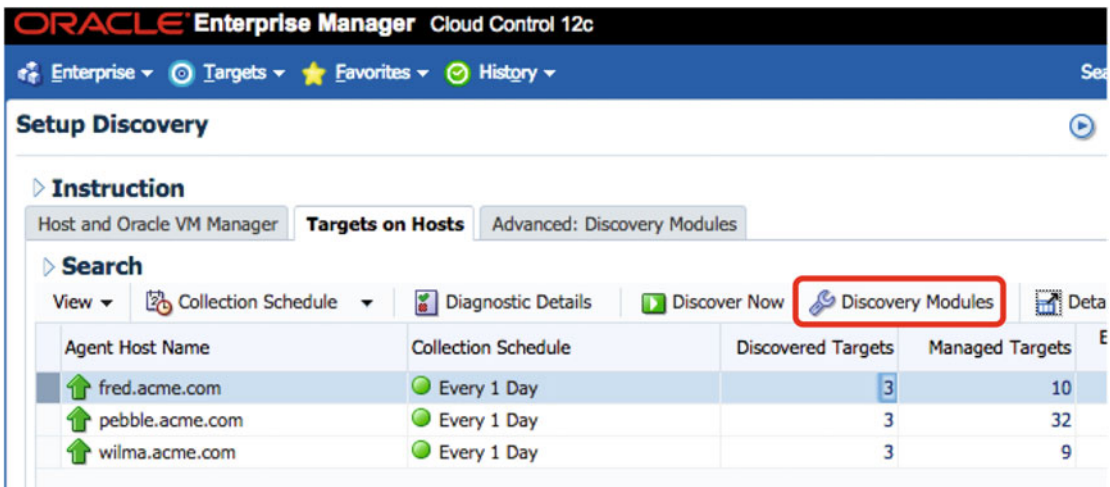 ORACLE Enterprise Manager Cloud Control 12c
Enterprise Targets Favorites History
Setup Discovery
Instruction
Host and Oracle VM Manager Targets on Hosts Advanced: Discovery Modules
Search
View Collection Schedule Diagnostic Details Discover Now Discovery Modules
Agent Host Name Collection Schedule Discovered Targets Managed Targets
fred.acme.com Every 1 Day 3 10
pebble.acme.com Every 1 Day 3 32
wilma.acme.com Every 1 Day 3 9